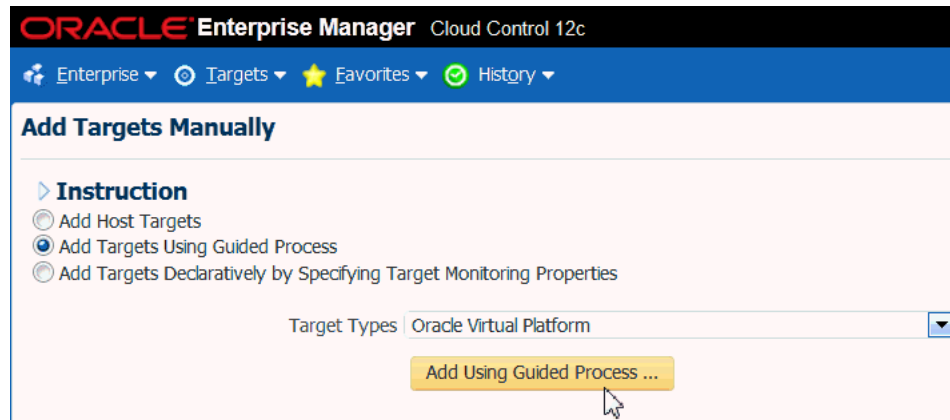 ORACLE Enterprise Manager Cloud Control 12c
Enterprise Targets Favorites History
Add Targets Manually
Instruction
Add Host Targets
Add Targets Using Guided Process
Add Targets Declaratively by Specifying Target Monitoring Properties
Target Types Oracle Virtual Platform
Add Using Guided Process ...